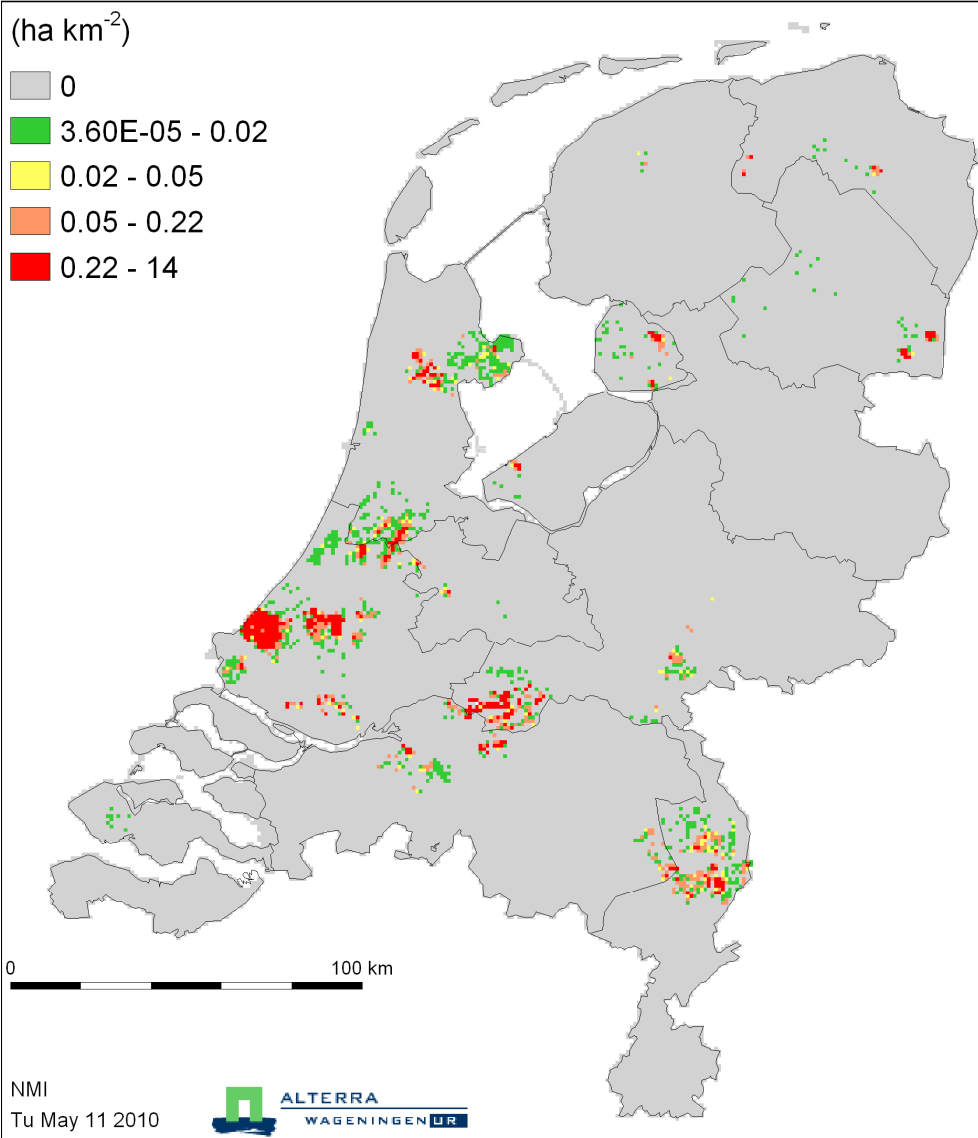 (ha km-2)
0
3.60E-05 - 0.02
0.02 - 0.05
0.05 - 0.22
0.22 - 14
0 100 km
NMI
Tu May 11 2010
ALTERRA
WAGENINGEN UR